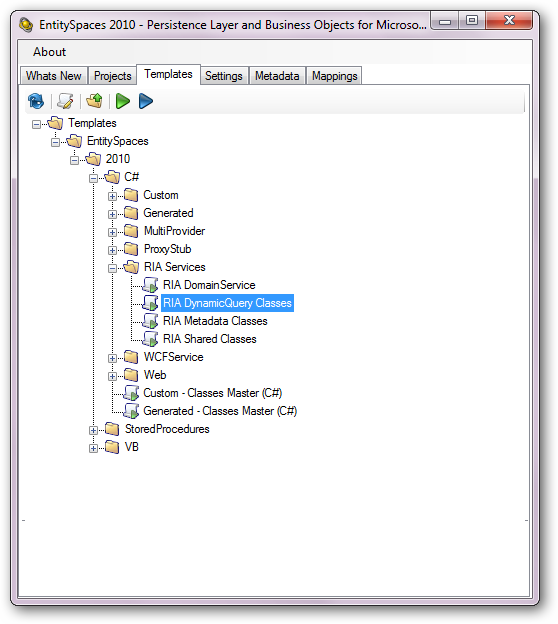 EntitySpaces 2010 - Persistence Layer and Business Objects for Microso...
About
Whats New Projects Templates Settings Metadata Mappings
Templates
EntitySpaces
2010
C#
Custom
Generated
MultiProvider
ProxyStub
RIA Services
RIA DomainService
RIA DynamicQuery Classes
RIA Metadata Classes
RIA Shared Classes
WCFService
Web
Custom - Classes Master (C#)
Generated - Classes Master (C#)
StoredProcedures
VB